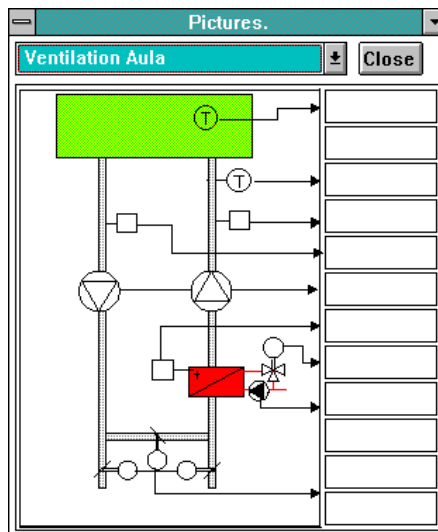 Pictures.
Ventilation Aula
Close
T
T
+